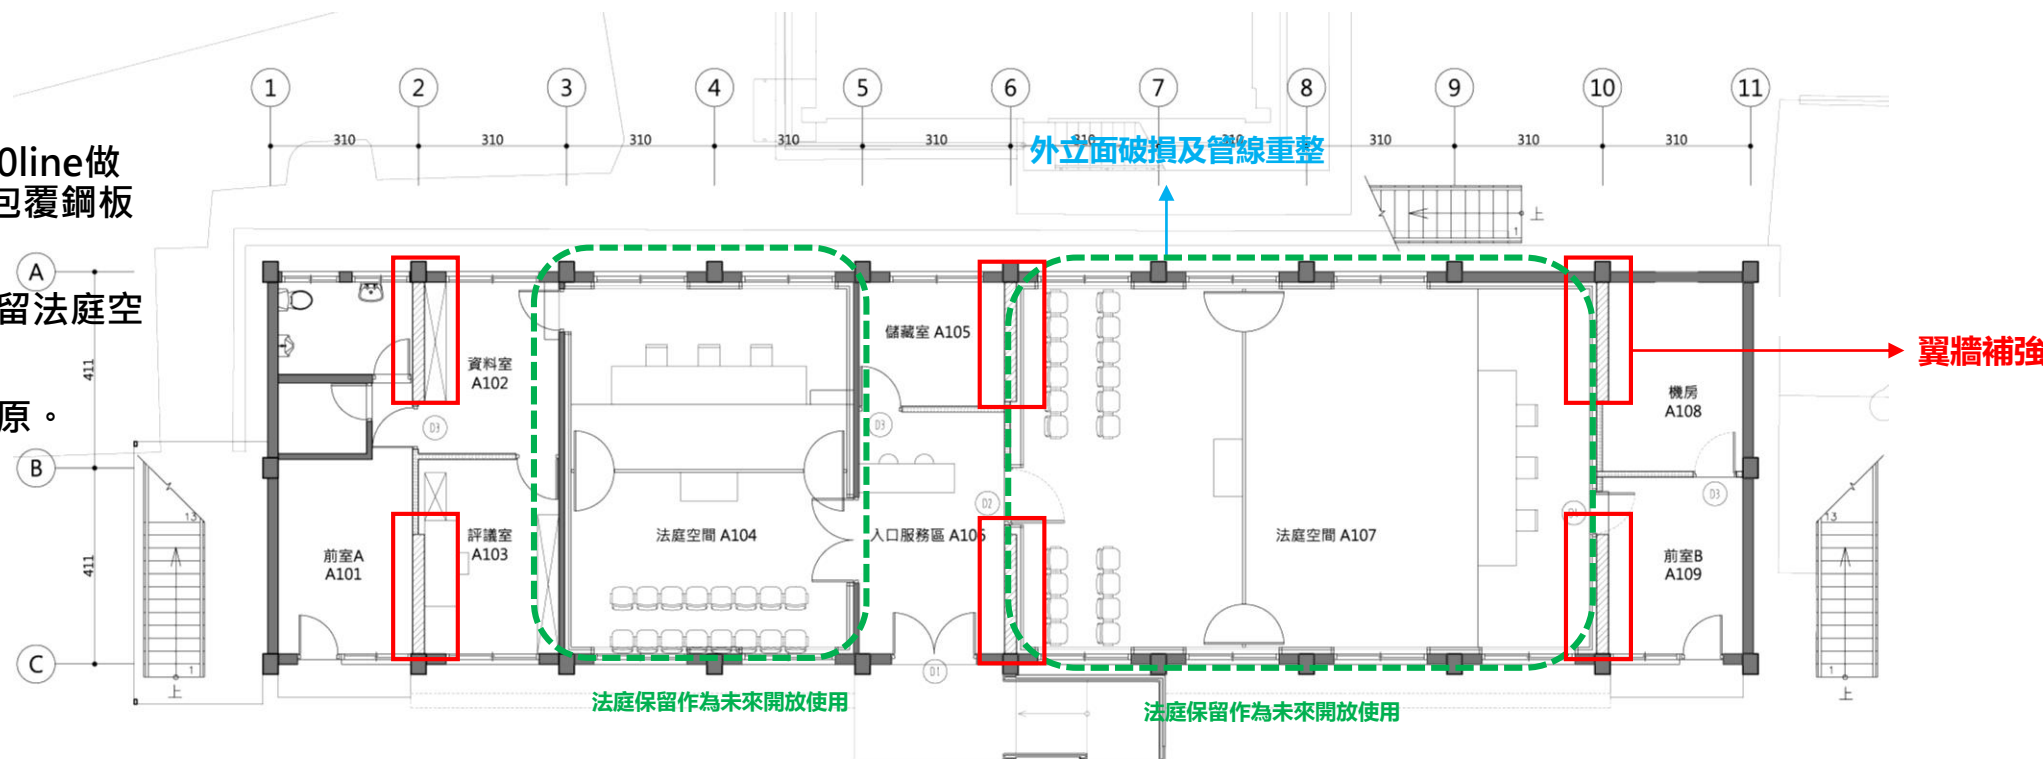 1
2
3
4
5
6
7
8
9
10
11
310
310
310
310
310
310
310
310
外立面破損及管線重整
0line做
包覆鋼板
留法庭空
原。
A
B
C
411
411
上
1
資料室
A102
D3
評議室
A103
前室A
A101
法庭空間 A104
儲藏室 A105
D3
入口服務區 A106
D2
D1
法庭空間 A107
翼牆補強
機房
A108
D3
前室B
A109
13
1
上
13
1
上
法庭保留作為未來開放使用
法庭保留作為未來開放使用